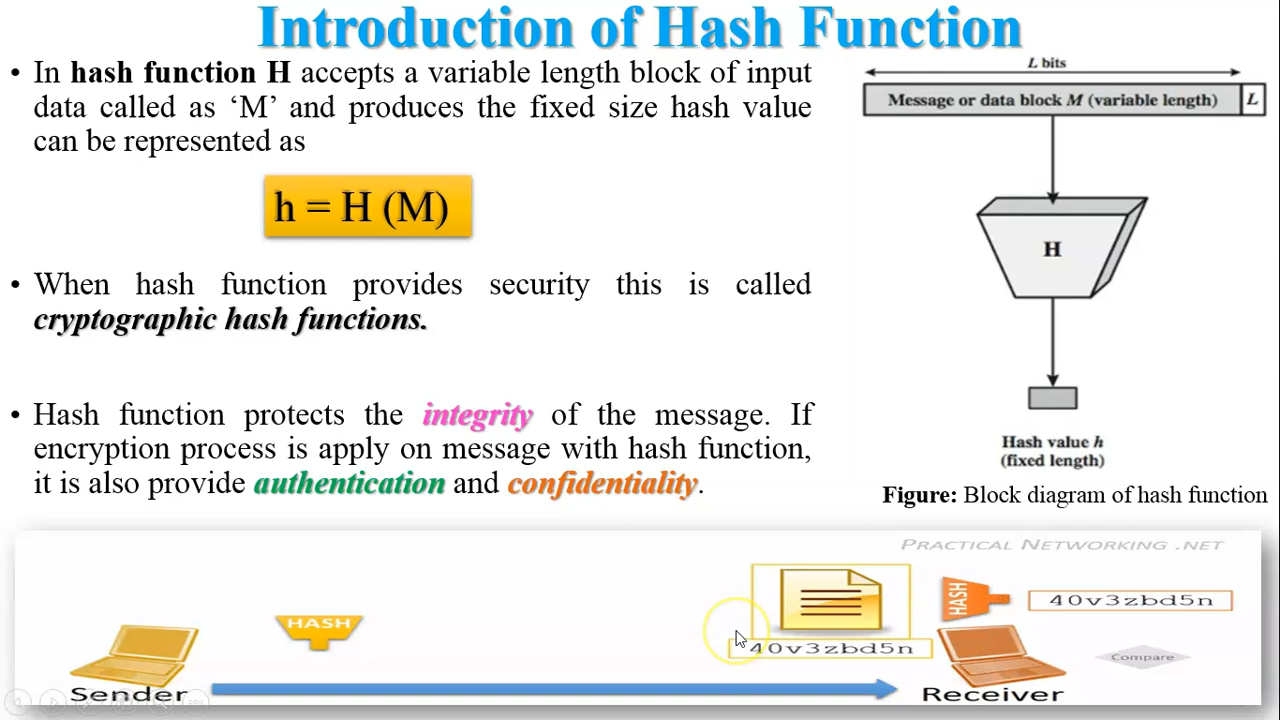 Introduction of Hash Function
• In hash function H accepts a variable length block of input
data called as ‘M’ and produces the fixed size hash value
can be represented as
h = H (M)
• When hash function provides security this is called
cryptographic hash functions.
• Hash function protects the integrity of the message. If
encryption process is apply on message with hash function,
it is also provide authentication and confidentiality.
L bits
Message or data block M (variable length) L
H
Hash value h
(fixed length)
Figure: Block diagram of hash function
PRACTICAL NETWORKING .NET
HASH
HASH
40v3zbd5n
40v3zbd5n
Compare
Sender
Receiver